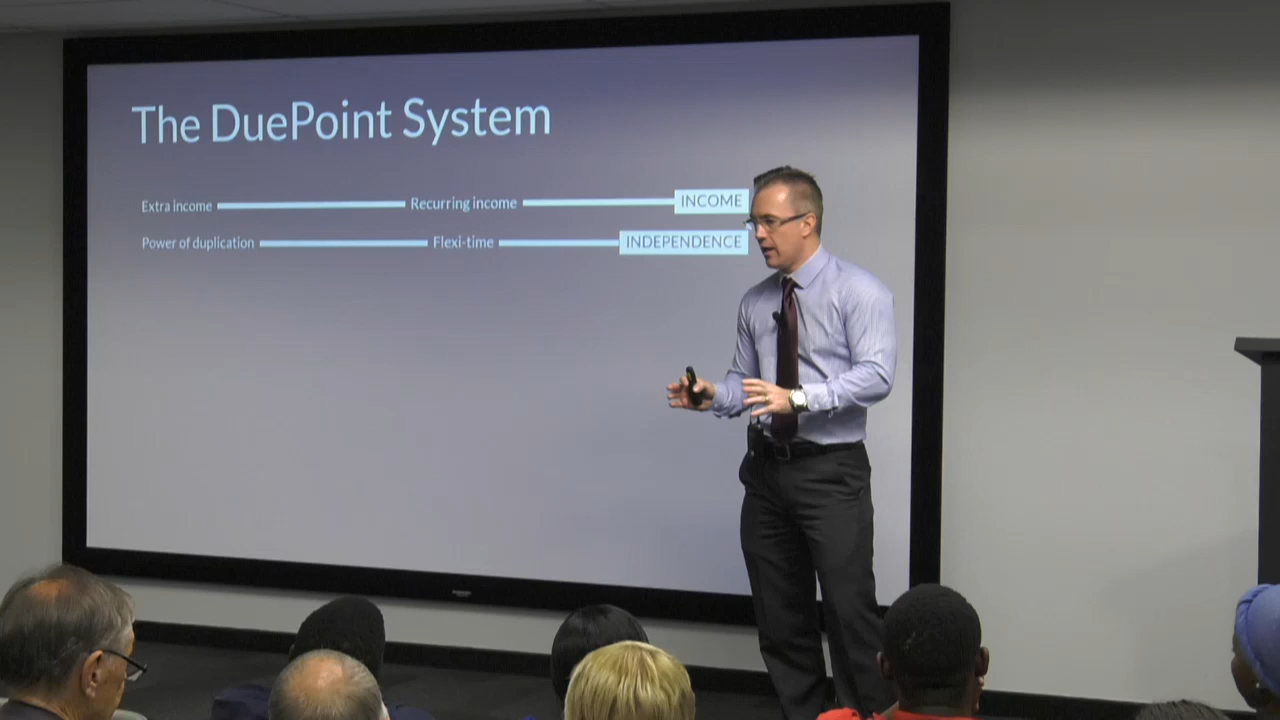 The DuePoint System
Extra income Recurring income INCOME
Power of duplication Flexi-time INDEPENDENCE